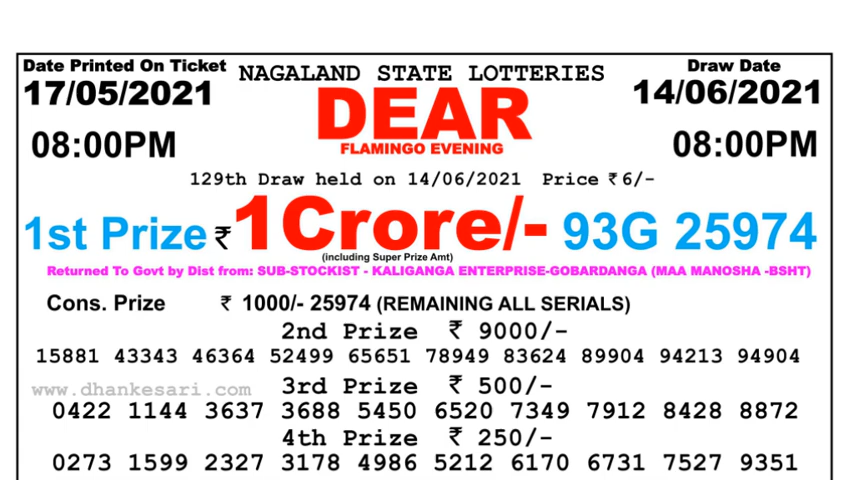 Date Printed On Ticket
17/05/2021
08:00PM
NAGALAND STATE LOTTERIES
DEAR
FLAMINGO EVENING
Draw Date
14/06/2021
08:00PM
129th Draw held on 14/06/2021 Price ₹6/-
1st Prize ₹1Crore/- 93G 25974
(including Super Prize Amt)
Returned To Govt by Dist from: SUB-STOCKIST - KALIGANGA ENTERPRISE-GOBARDANGA (MAA MANOSHA -BSHT)
Cons. Prize ₹ 1000/- 25974 (REMAINING ALL SERIALS)
2nd Prize ₹ 9000/-
15881 43343 46364 52499 65651 78949 83624 89904 94213 94904
www.dhankesari.com
3rd Prize ₹ 500/-
0422 1144 3637 3688 5450 6520 7349 7912 8428 8872
4th Prize ₹ 250/-
0273 1599 2327 3178 4986 5212 6170 6731 7527 9351